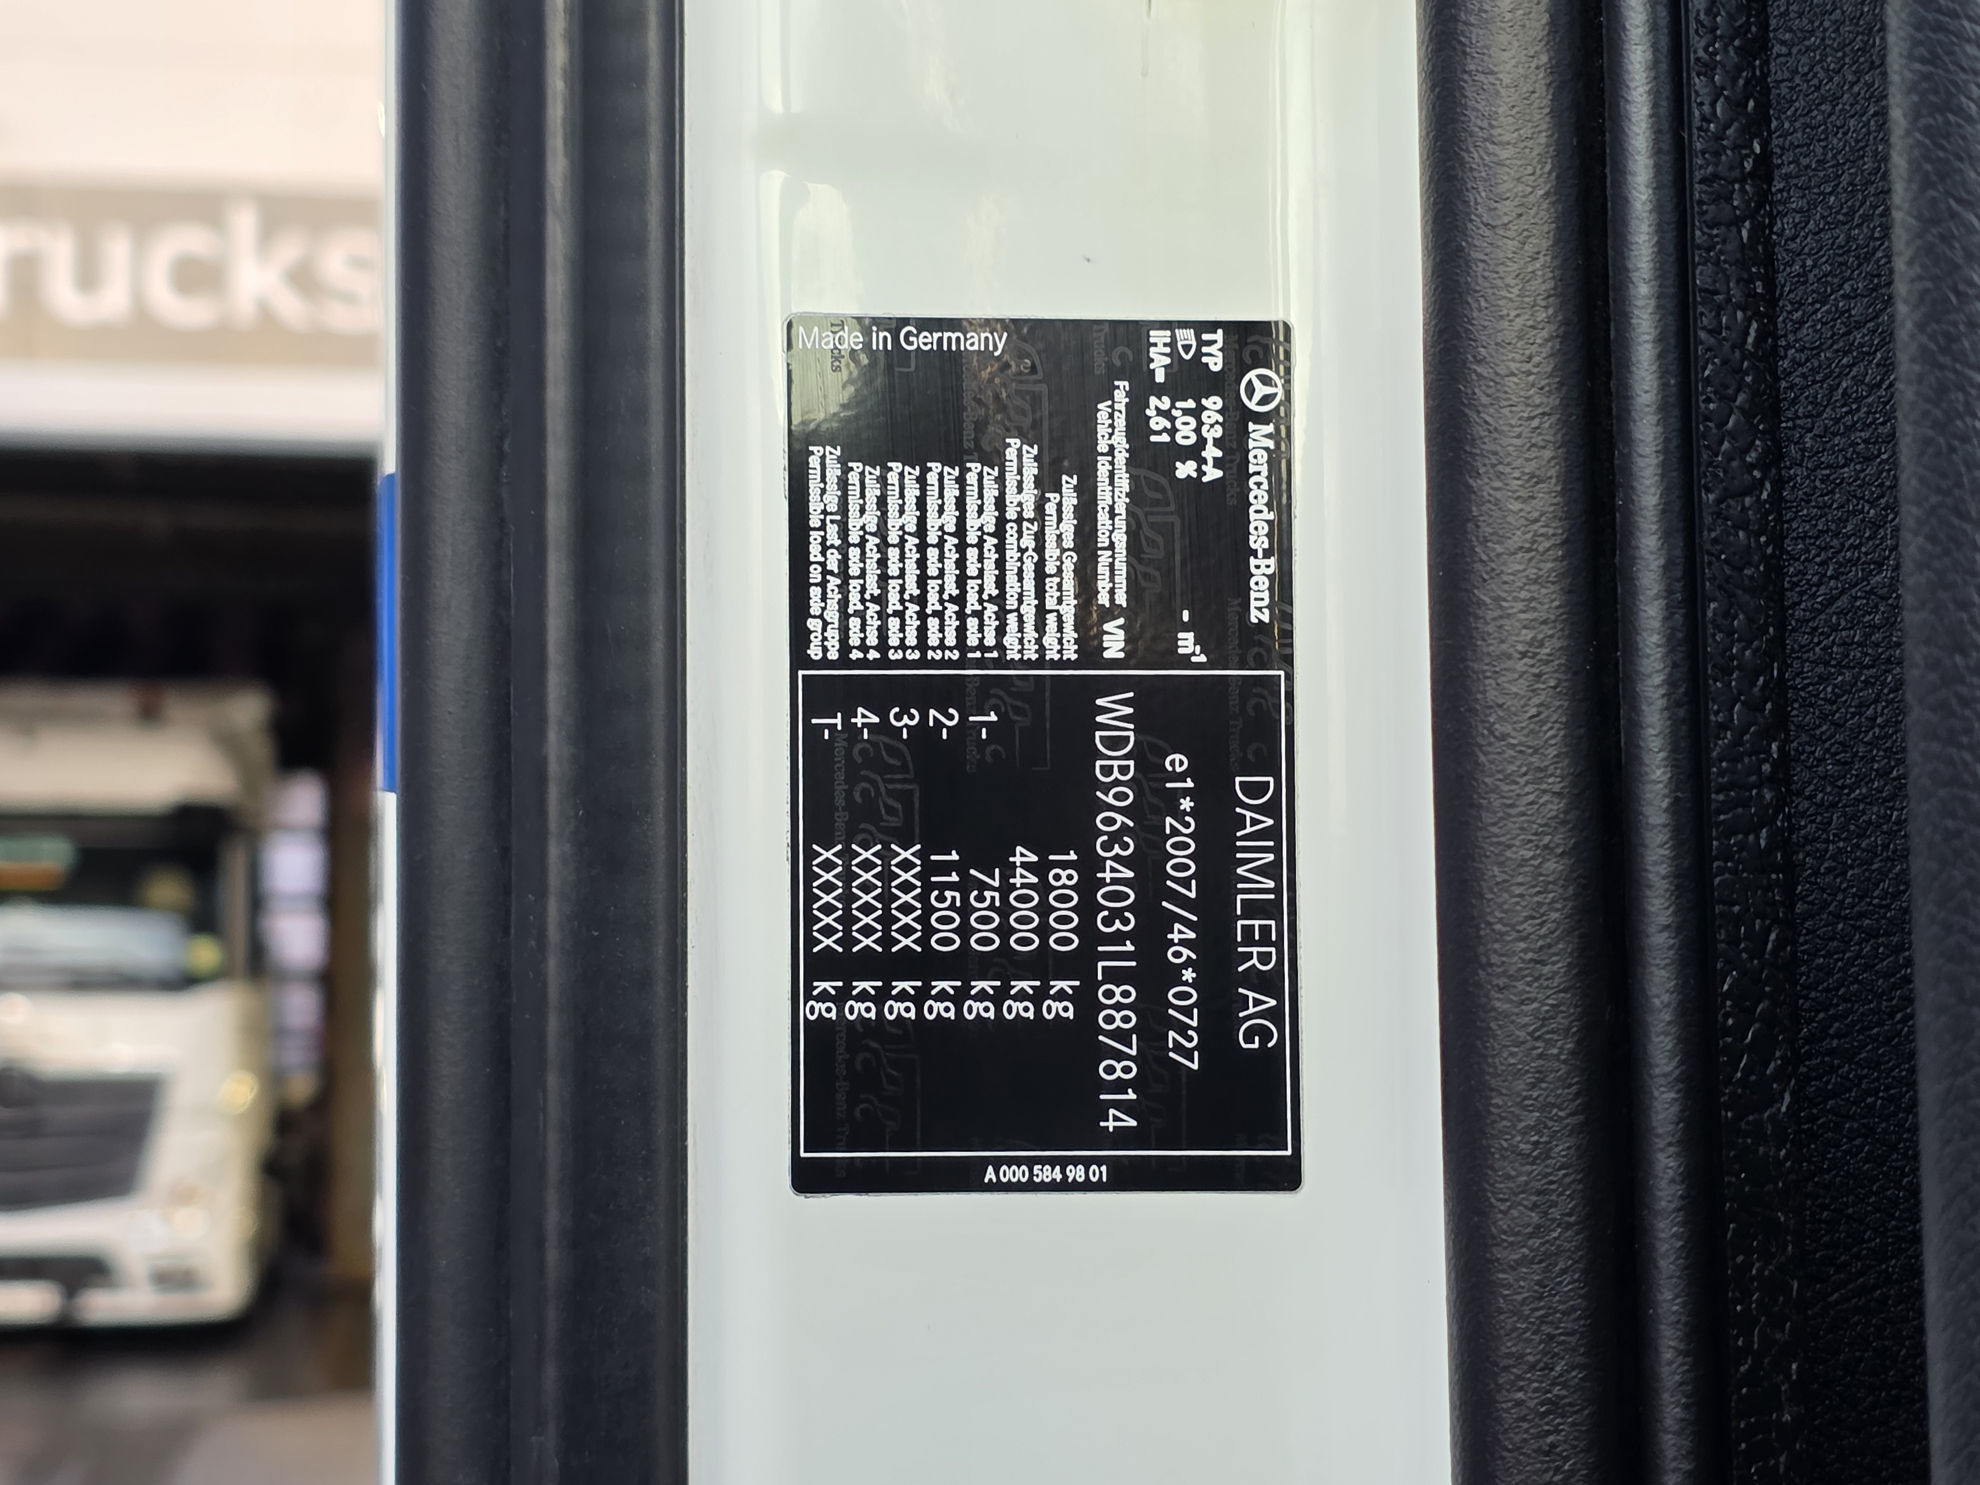 rucks
Mercedes-Benz
DAIMLER AG
TYP 963-4-A
1,00 % - m⁻¹
e1*2007/46*0727
IHA= 2,61
Fahrzeugidentifizierungsnummer
Vehicle Identification Number VIN WDB9634031L887814
Zulässiges Gesamtgewicht
Permissible total weight 18000 kg
Zulässiges Zug-Gesamtgewicht
Permissible combination weight 44000 kg
Zulässige Achslast, Achse 1
Permissible axle load, axle 1 1- 7500 kg
Zulässige Achslast, Achse 2
Permissible axle load, axle 2 2- 11500 kg
Zulässige Achslast, Achse 3
Permissible axle load, axle 3 3- XXXXX kg
Zulässige Achslast, Achse 4
Permissible axle load, axle 4 4- XXXXX kg
Zulässige Last der Achsgruppe
Permissible load on axle group T- XXXXX kg
Made in Germany
A 000 584 98 01